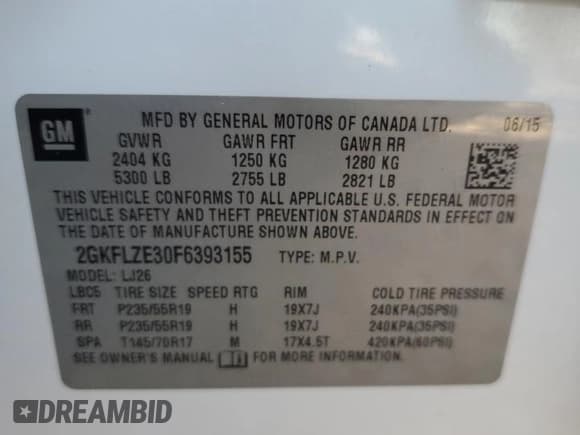 GM ®
MFD BY GENERAL MOTORS OF CANADA LTD. 06/15
GVWR GAWR FRT GAWR RR
2404 KG 1250 KG 1280 KG
5300 LB 2755 LB 2821 LB
THIS VEHICLE CONFORMS TO ALL APPLICABLE U.S. FEDERAL MOTOR
VEHICLE SAFETY AND THEFT PREVENTION STANDARDS IN EFFECT ON
THE DATE OF MANUFACTURE SHOWN ABOVE.
2GKFLZE30F6393155 TYPE: M.P.V.
MODEL: LJ26
LBC5 TIRE SIZE SPEED RTG RIM COLD TIRE PRESSURE
FRT P235/55R19 H 19X7J 240KPA(35PSI)
RR P235/55R19 H 19X7J 240KPA(35PSI)
SPA T145/70R17 M 17X4.5T 420KPA(60PSI)
SEE OWNER'S MANUAL FOR MORE INFORMATION.
DREAMBID